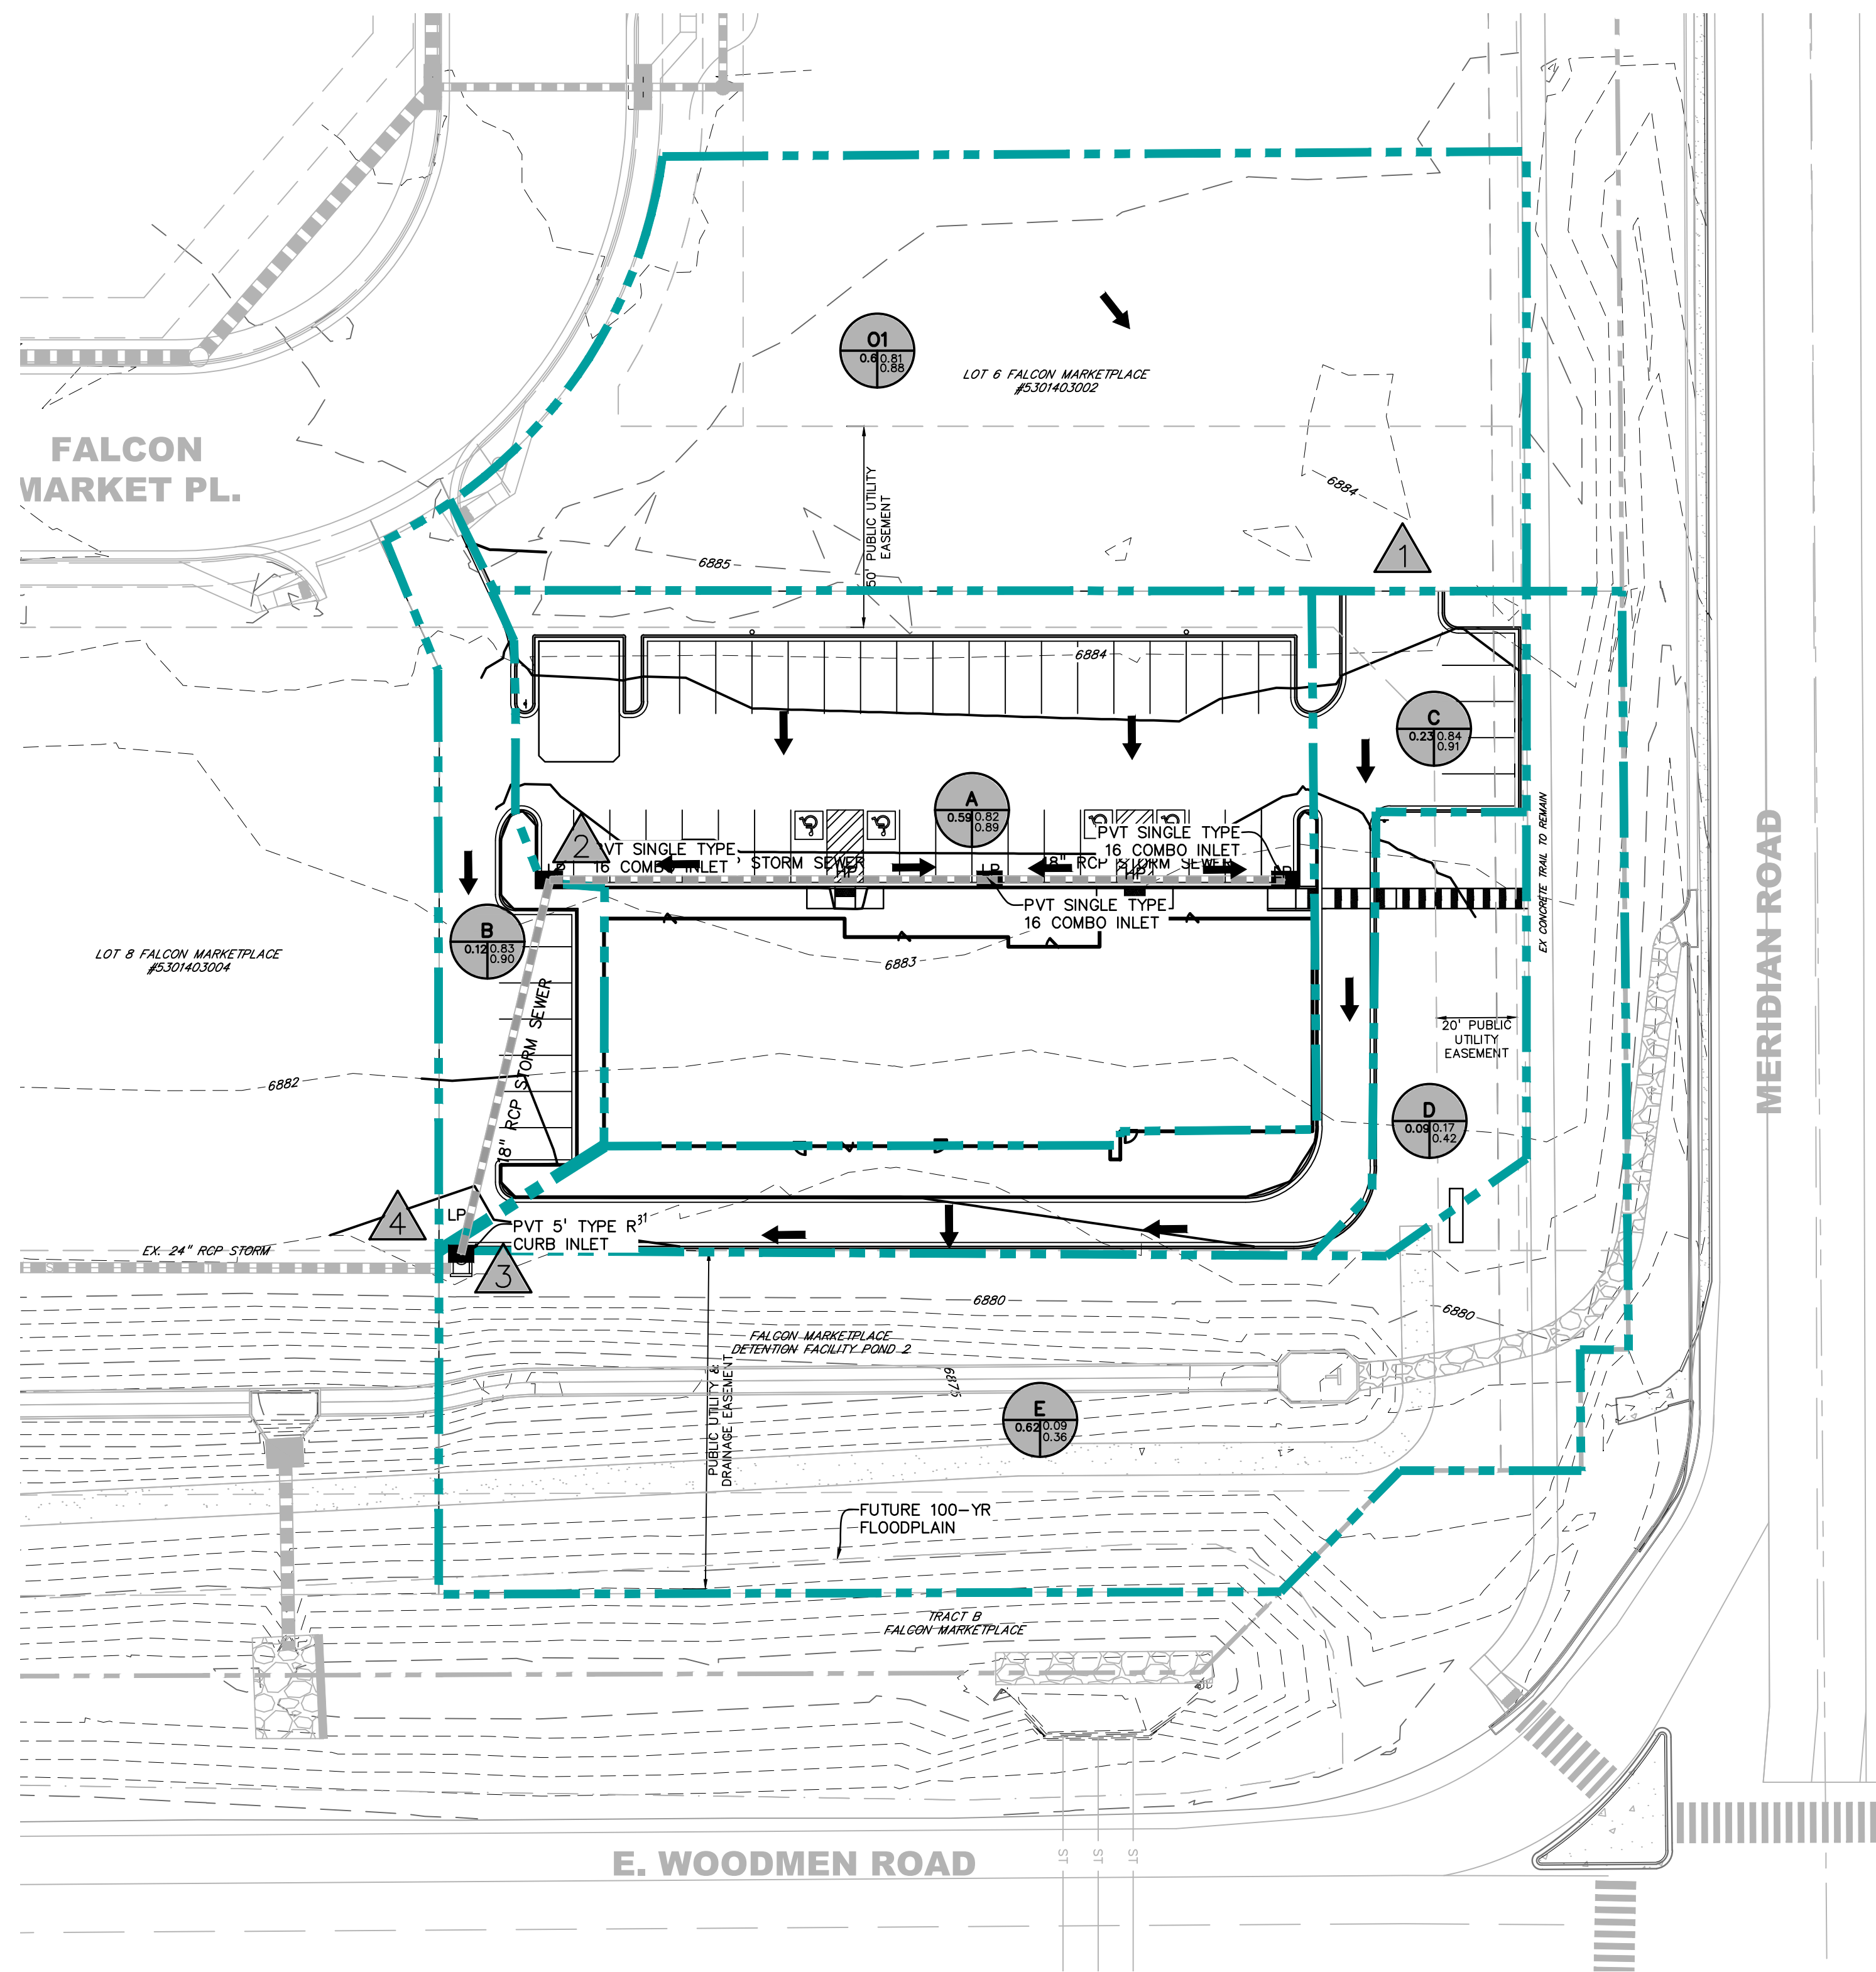 O1
0.6 0.81
0.88
LOT 6 FALCON MARKETPLACE
#5301403002
FALCON
MARKET PL.
50' PUBLIC UTILITY
EASEMENT
6884
1
6885
6884
C
0.23 0.84
0.91
A
0.59 0.82
0.89
2
PVT SINGLE TYPE
16 COMBO INLET
STORM SEWER
LP
HP
LP
18" RCP STORM SEWER
HP
PVT SINGLE TYPE
16 COMBO INLET
LP
PVT SINGLE TYPE
16 COMBO INLET
EX CONCRETE TRAIL TO REMAIN
MERIDIAN ROAD
B
0.12 0.83
0.90
LOT 8 FALCON MARKETPLACE
#5301403004
6883
18" RCP STORM SEWER
20' PUBLIC
UTILITY
EASEMENT
6882
D
0.09 0.17
0.42
4
LP
PVT 5' TYPE R
CURB INLET
31
EX. 24" RCP STORM
3
6880
6880
FALCON MARKETPLACE
DETENTION FACILITY POND 2
6875
PUBLIC UTILITY &
DRAINAGE EASEMENT
E
0.62 0.09
0.36
FUTURE 100-YR
FLOODPLAIN
TRACT B
FALCON MARKETPLACE
E. WOODMEN ROAD
ST
ST
ST